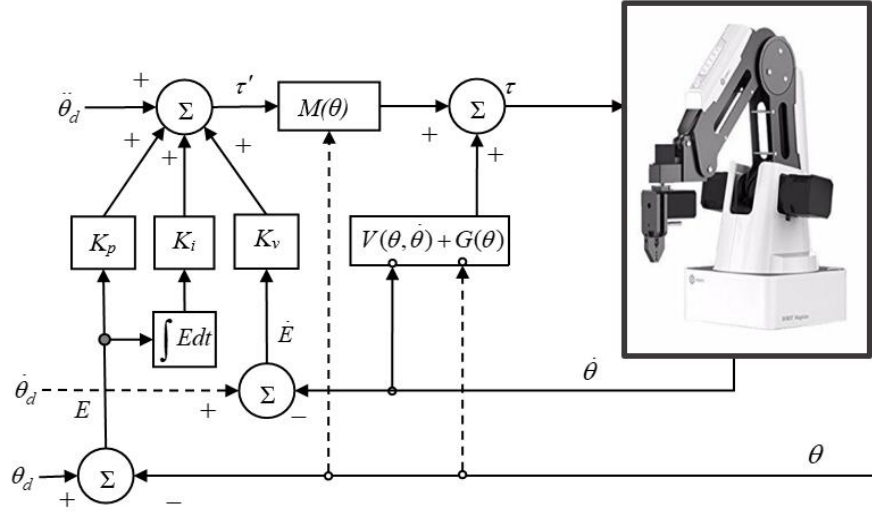 + τ′ τ
θ̈d Σ M(θ) Σ
+ + + + +
Kp Ki Kv V(θ, θ̇) + G(θ)
∫ Edt Ė
θ̇d + Σ − θ̇
E
θd Σ θ
+ −